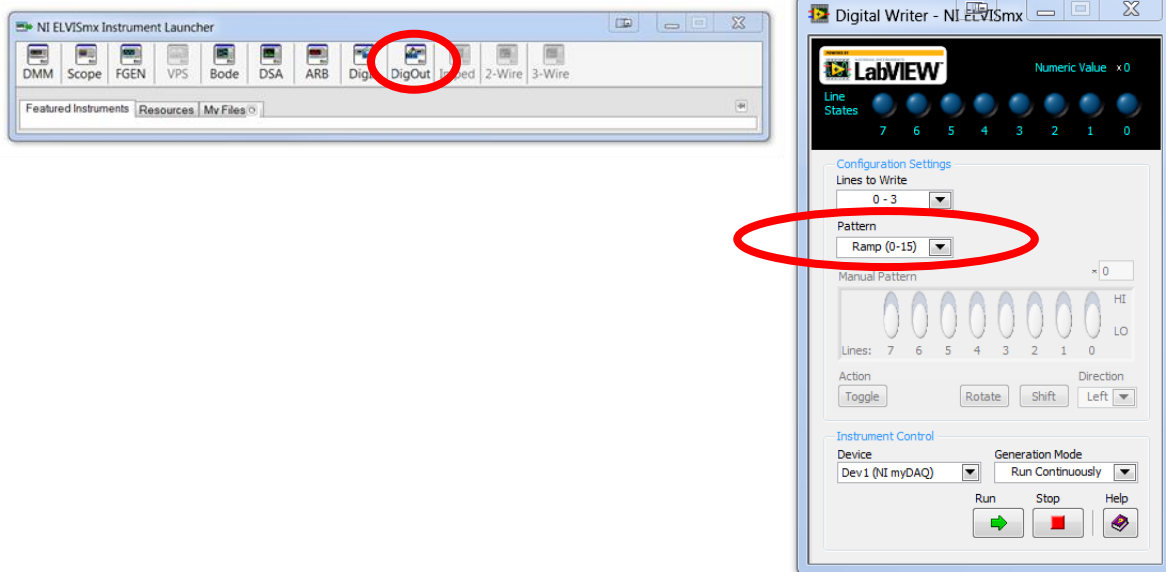 NI ELVISmx Instrument Launcher
DMM Scope FGEN VPS Bode DSA ARB DigOut 2-Wire 3-Wire
Featured Instruments Resources My Files
Digital Writer - NI ELVISmx
POWERED BY
NATIONAL INSTRUMENTS
LabVIEW
Numeric Value x 0
Line
States
7 6 5 4 3 2 1 0
Configuration Settings
Lines to Write
0 - 3
Pattern
Ramp (0-15)
Manual Pattern
x 0
HI
LO
Lines: 7 6 5 4 3 2 1 0
Action
Direction
Toggle Rotate Shift Left
Instrument Control
Device Generation Mode
Dev1 (NI myDAQ) Run Continuously
Run Stop Help